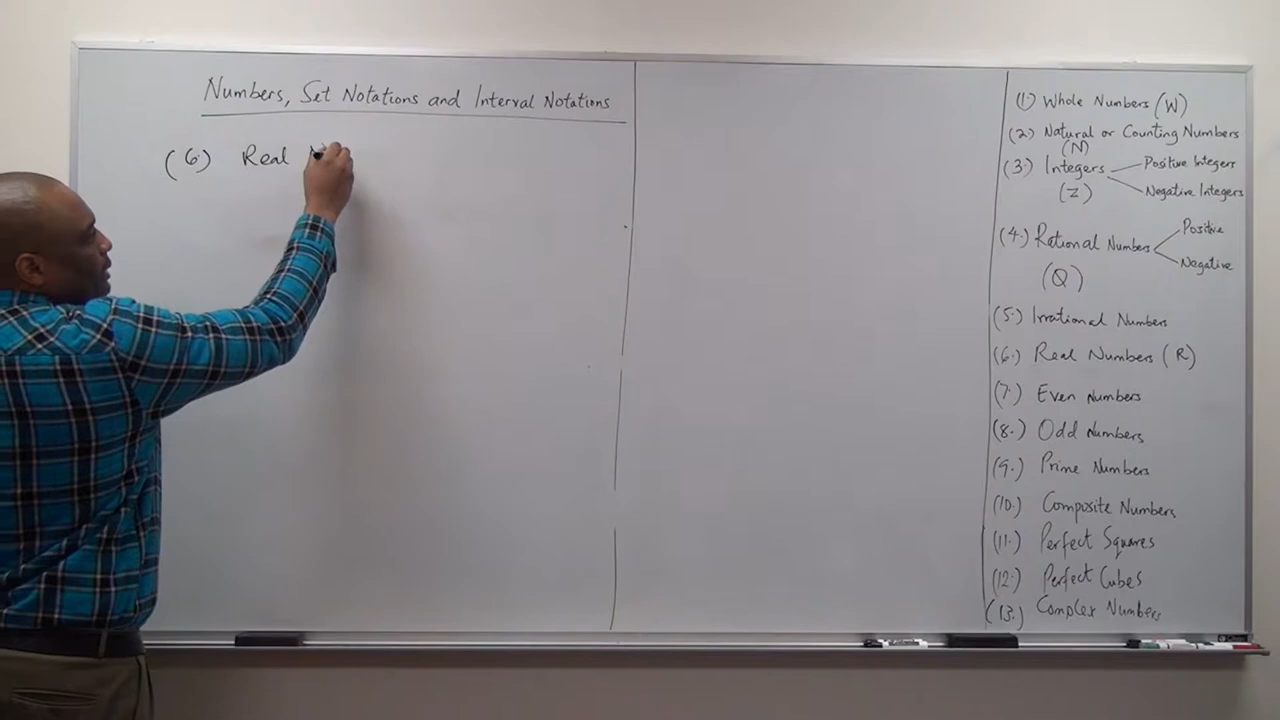 Numbers, Set Notations and Interval Notations
(6.) Real N
(1.) Whole Numbers (W)
(2.) Natural or Counting Numbers
(N)
(3.) Integers
Positive Integers
Negative Integers
(Z)
(4.) Rational Numbers
Positive
Negative
(Q)
(5.) Irrational Numbers
(6.) Real Numbers (R)
(7.) Even Numbers
(8.) Odd Numbers
(9.) Prime Numbers
(10.) Composite Numbers
(11.) Perfect Squares
(12.) Perfect Cubes
(13.) Complex Numbers